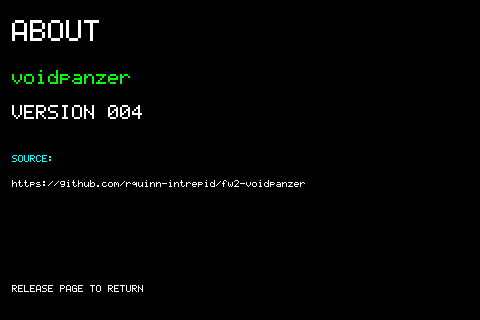 ABOUT
voidpanzer
VERSION 004
SOURCE:
https://github.com/rquinn-intrepid/fw2-voidpanzer
RELEASE PAGE TO RETURN